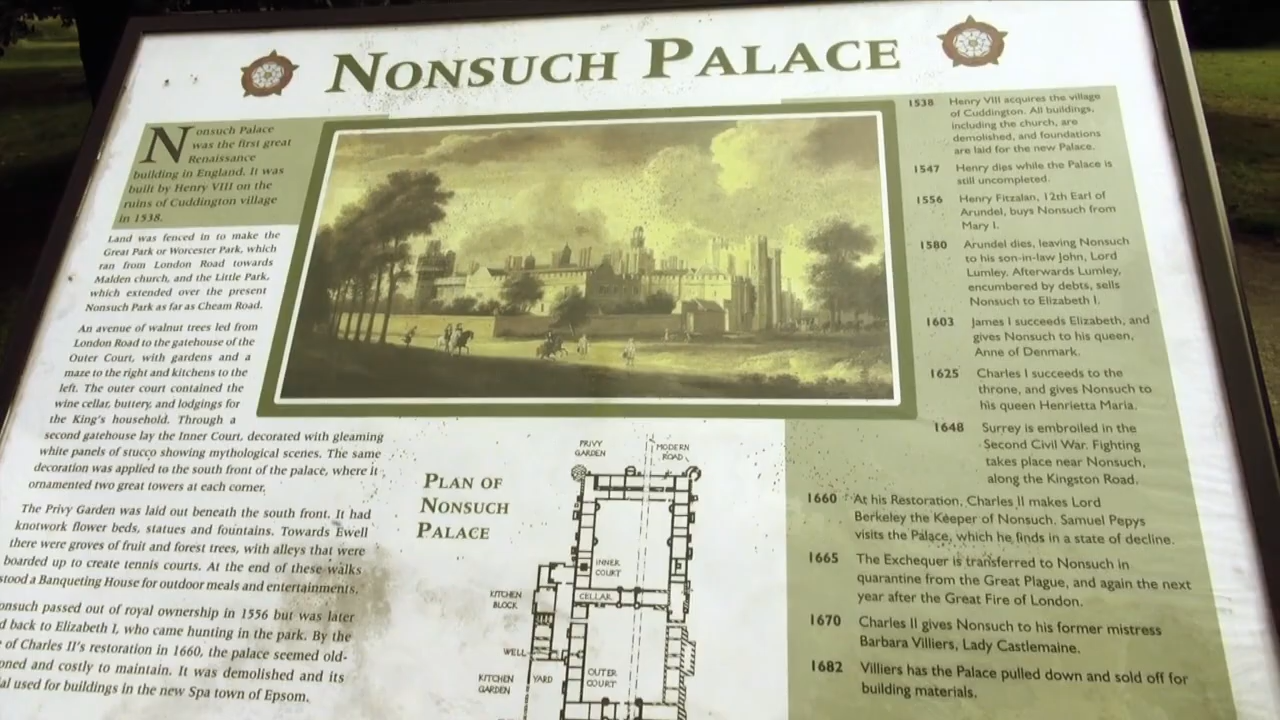 NONSUCH PALACE
Nonsuch Palace
was the first great
Renaissance
building in England. It was
built by Henry VIII on the
ruins of Cuddington village
in 1538.
Land was fenced in to make the
Great Park or Worcester Park, which
ran from London Road towards
Malden church, and the Little Park,
which extended over the present
Nonsuch Park as far as Cheam Road.
An avenue of walnut trees led from
London Road to the gatehouse of the
Outer Court, with gardens and a
maze to the right and kitchens to the
left. The outer court contained the
wine cellar, buttery, and lodgings for
the King's household. Through a
second gatehouse lay the Inner Court, decorated with gleaming
white panels of stucco showing mythological scenes. The same
decoration was applied to the south front of the palace, where it
ornamented two great towers at each corner.
The Privy Garden was laid out beneath the south front. It had
knotwork flower beds, statues and fountains. Towards Ewell
there were groves of fruit and forest trees, with alleys that were
boarded up to create tennis courts. At the end of these walks
stood a Banqueting House for outdoor meals and entertainments.
onsuch passed out of royal ownership in 1556 but was later
d back to Elizabeth I, who came hunting in the park. By the
of Charles II's restoration in 1660, the palace seemed old-
oned and costly to maintain. It was demolished and its
al used for buildings in the new Spa town of Epsom.
PLAN OF
NONSUCH
PALACE
PRIVY
GARDEN
MODERN
ROAD
INNER
COURT
CELLAR
KITCHEN
BLOCK
WELL
KITCHEN
GARDEN
YARD
OUTER
COURT
1538 Henry VIII acquires the village
of Cuddington. All buildings,
including the church, are
demolished, and foundations
are laid for the new Palace.
1547 Henry dies while the Palace is
still uncompleted.
1556 Henry Fitzalan, 12th Earl of
Arundel, buys Nonsuch from
Mary I.
1580 Arundel dies, leaving Nonsuch
to his son-in-law John, Lord
Lumley. Afterwards Lumley,
encumbered by debts, sells
Nonsuch to Elizabeth I.
1603 James I succeeds Elizabeth, and
gives Nonsuch to his queen,
Anne of Denmark.
1625 Charles I succeeds to the
throne, and gives Nonsuch to
his queen Henrietta Maria.
1648 Surrey is embroiled in the
Second Civil War. Fighting
takes place near Nonsuch,
along the Kingston Road.
1660 At his Restoration, Charles II makes Lord
Berkeley the Keeper of Nonsuch. Samuel Pepys
visits the Palace, which he finds in a state of decline.
1665 The Exchequer is transferred to Nonsuch in
quarantine from the Great Plague, and again the next
year after the Great Fire of London.
1670 Charles II gives Nonsuch to his former mistress
Barbara Villiers, Lady Castlemaine.
1682 Villiers has the Palace pulled down and sold off for
building materials.